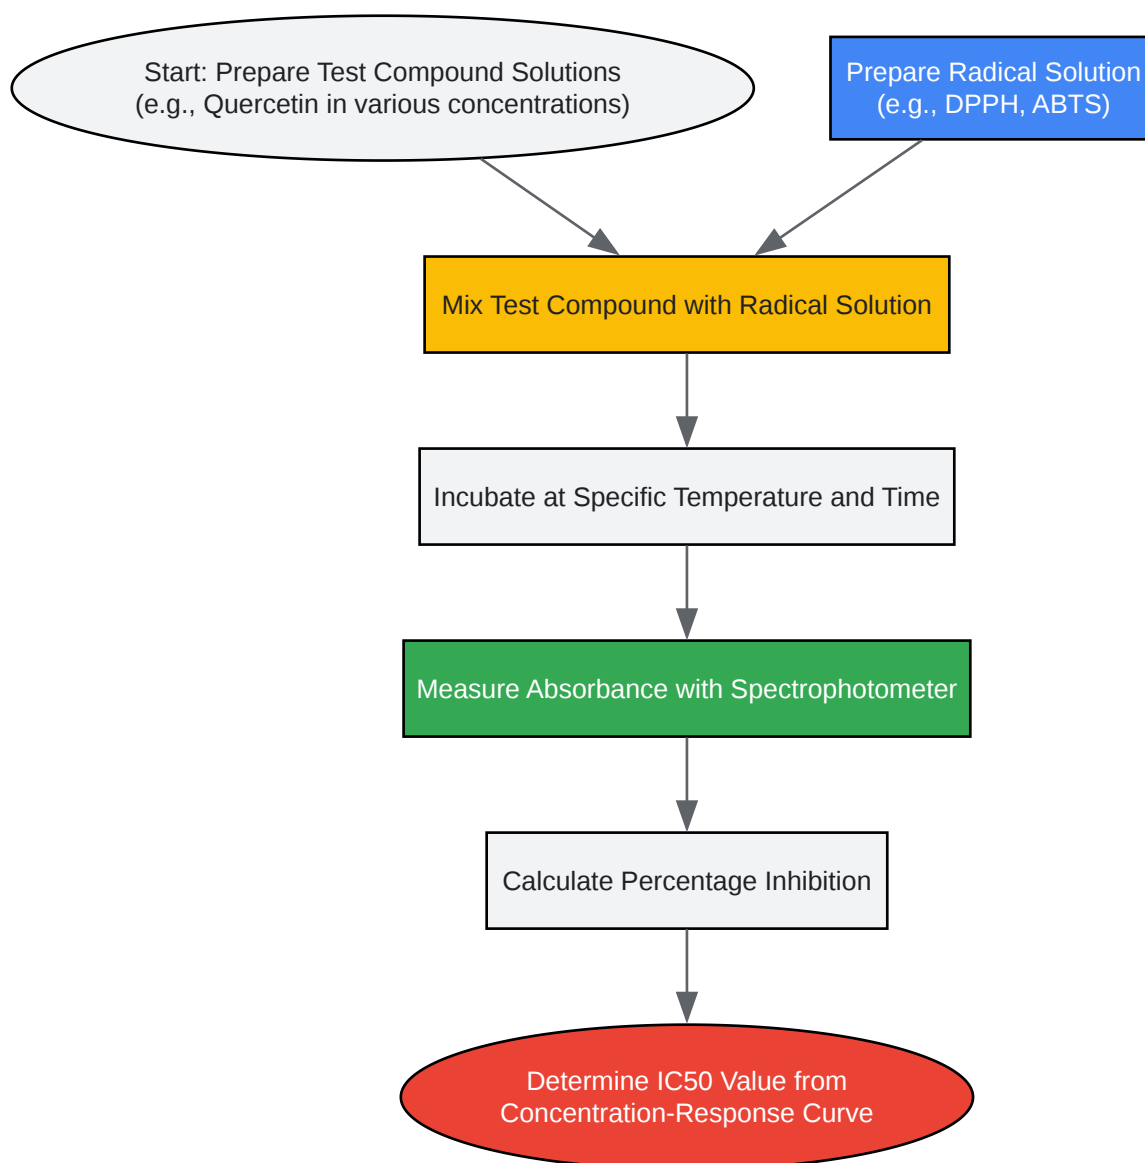 Start: Prepare Test Compound Solutions
(e.g., Quercetin in various concentrations)
Prepare Radical Solution
(e.g., DPPH, ABTS)
Mix Test Compound with Radical Solution
Incubate at Specific Temperature and Time
Measure Absorbance with Spectrophotometer
Calculate Percentage Inhibition
Determine IC50 Value from
Concentration-Response Curve